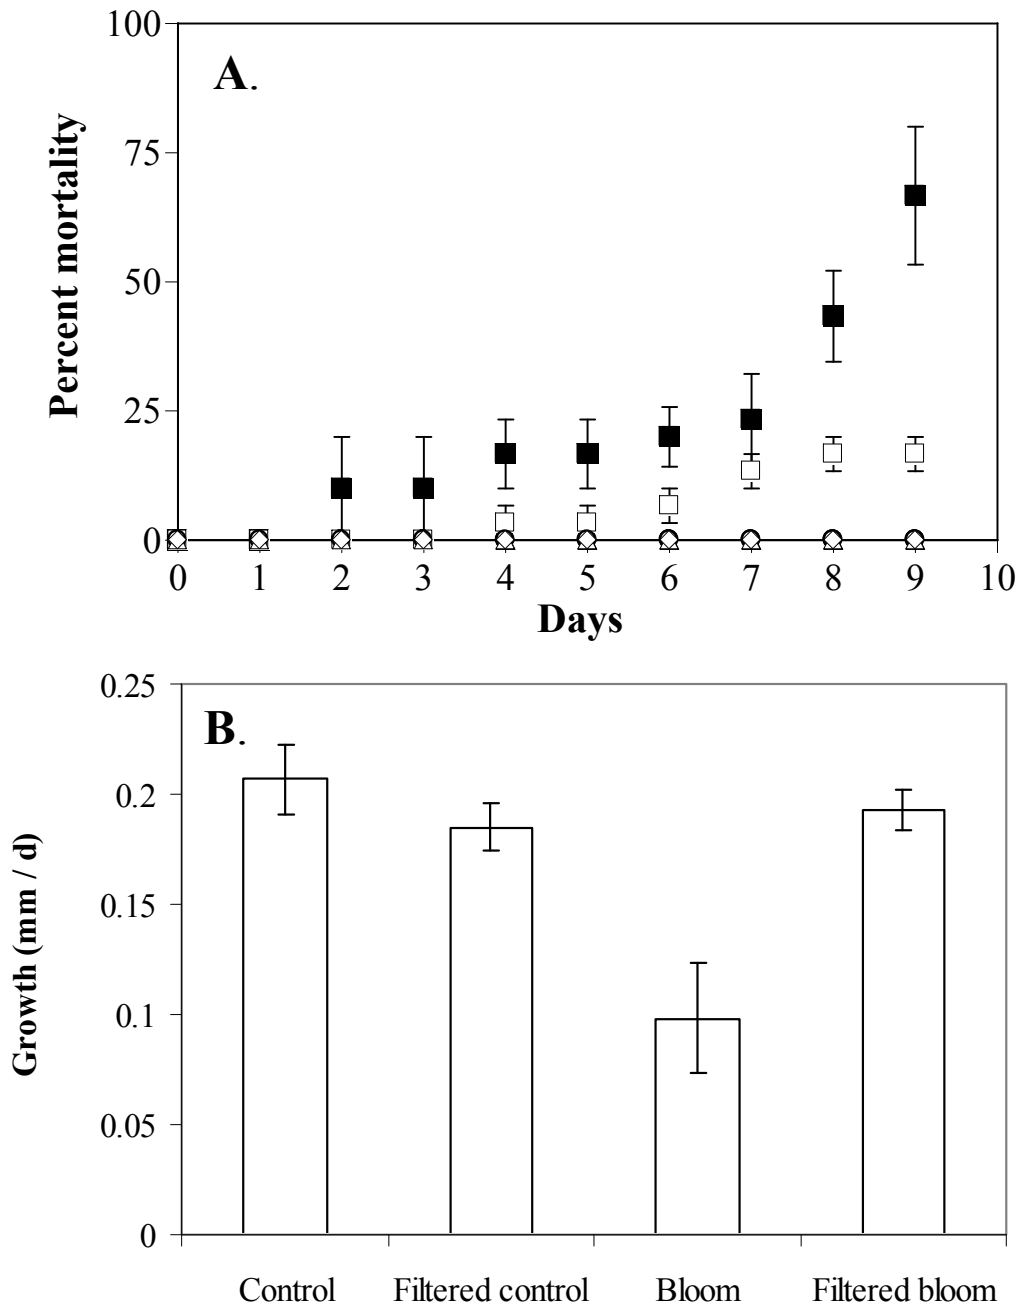 100
A.
75
Percent mortality
50
25
0
0 1 2 3 4 5 6 7 8 9 10
Days
0.25
B.
0.2
Growth (mm / d)
0.15
0.1
0.05
0
Control Filtered control Bloom Filtered bloom